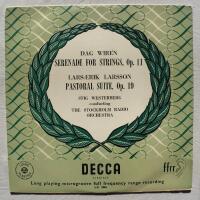 DAG WIREN
SERENADE FOR STRINGS, Op. 11
LARS-ERIK LARSSON
PASTORAL SUITE, Op. 19
STIG WESTERBERG
conducting
THE STOCKHOLM RADIO
ORCHESTRA
DECCA
ffrr
Long playing microgroove full frequency range recording